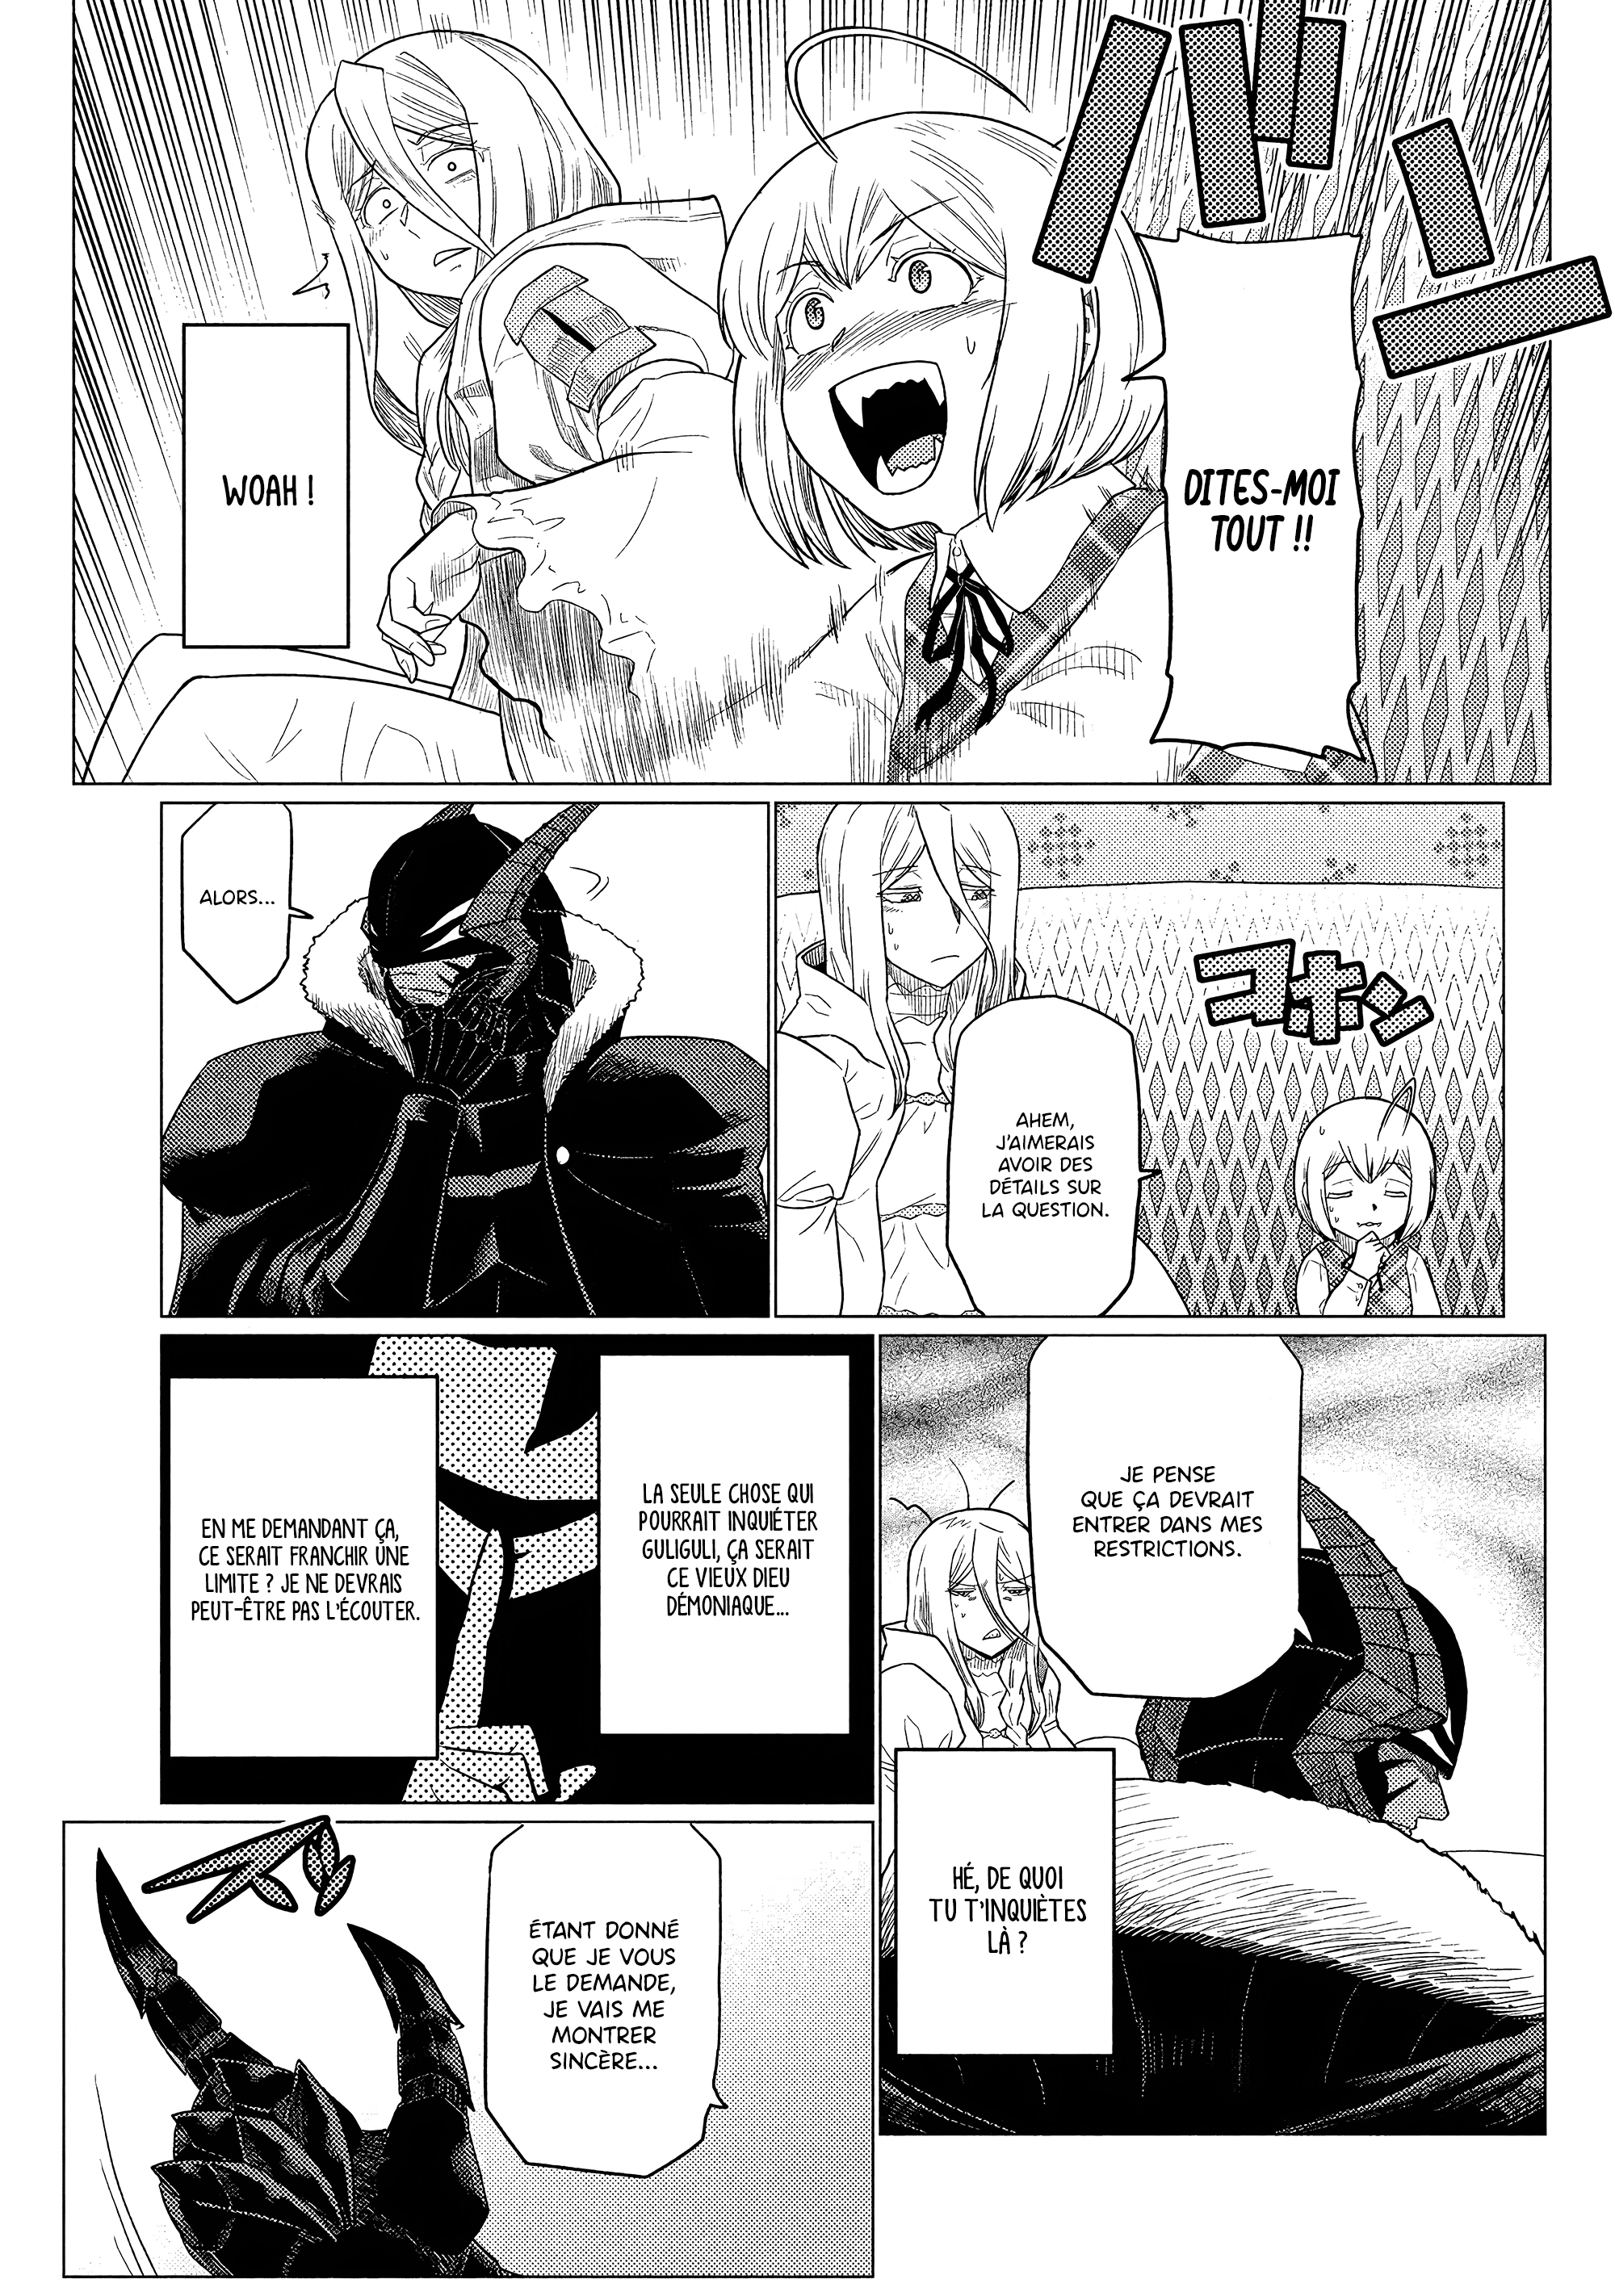 DITES-MOI
TOUT !!
WOAH !
コホン
AHEM,
J'AIMERAIS
AVOIR DES
DÉTAILS SUR
LA QUESTION.
ALORS...
JE PENSE
QUE ÇA DEVRAIT
ENTRER DANS MES
RESTRICTIONS.
HÉ, DE QUOI
TU T'INQUIÈTES
LÀ ?
LA SEULE CHOSE QUI
POURRAIT INQUIÉTER
GULIGULI, ÇA SERAIT
CE VIEUX DIEU
DÉMONIAQUE...
EN ME DEMANDANT ÇA,
CE SERAIT FRANCHIR UNE
LIMITE ? JE NE DEVRAIS
PEUT-ÊTRE PAS L'ÉCOUTER.
ÉTANT DONNÉ
QUE JE VOUS
LE DEMANDE,
JE VAIS ME
MONTRER
SINCÈRE...